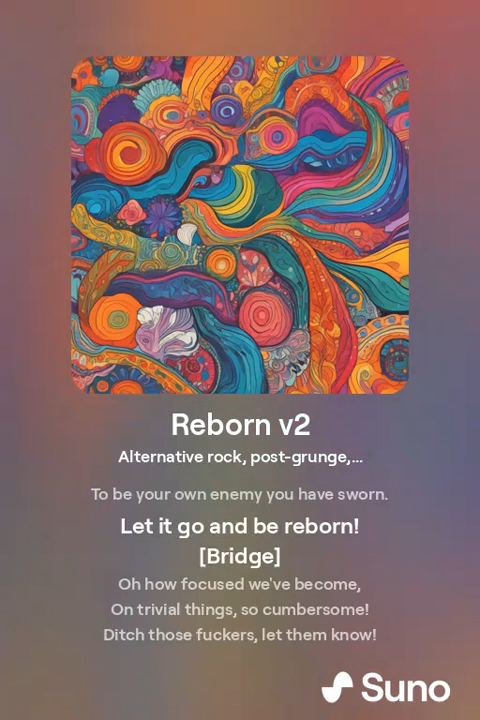 Reborn v2
Alternative rock, post-grunge,...
To be your own enemy you have sworn.
Let it go and be reborn!
[Bridge]
Oh how focused we've become,
On trivial things, so cumbersome!
Ditch those fuckers, let them know!
Suno